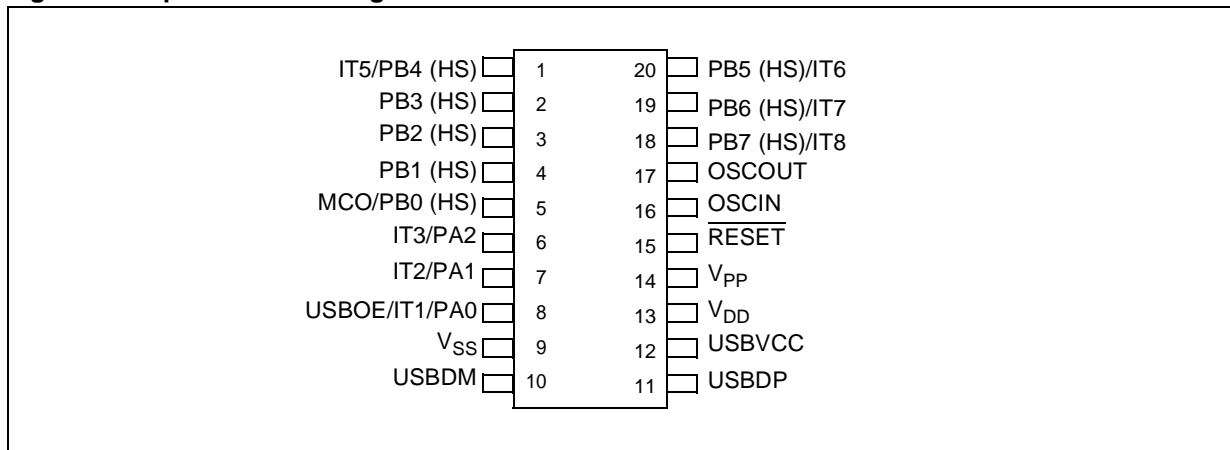 IT5/PB4 (HS) 1 20 PB5 (HS)/IT6
PB3 (HS) 2 19 PB6 (HS)/IT7
PB2 (HS) 3 18 PB7 (HS)/IT8
PB1 (HS) 4 17 OSCOUT
MCO/PB0 (HS) 5 16 OSCIN
IT3/PA2 6 15 RESET
IT2/PA1 7 14 VPP
USBOE/IT1/PA0 8 13 VDD
VSS 9 12 USBVCC
USBDM 10 11 USBDP